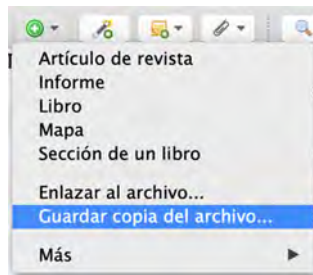 Artículo de revista
Informe
Libro
Mapa
Sección de un libro
Enlazar al archivo...
Guardar copia del archivo...
Más